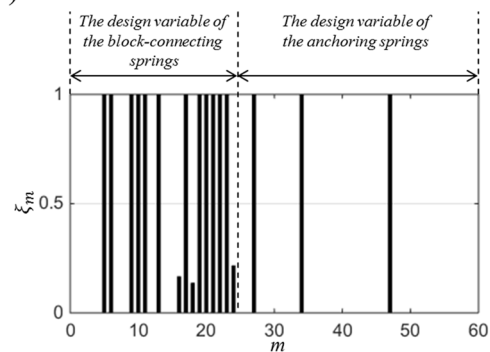 The design variable of
the block-connecting
springs
The design variable of
the anchoring springs
1
0.5
0
ξm
0 10 20 30 40 50 60
m